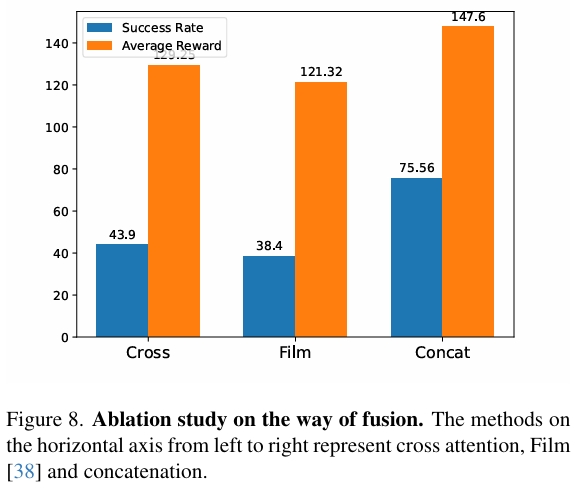 147.6
Success Rate
Average Reward
129.25
140
121.32
120
100
80
75.56
60
43.9
40
38.4
20
0
Cross Film Concat
Figure 8. Ablation study on the way of fusion. The methods on
the horizontal axis from left to right represent cross attention, Film
[38] and concatenation.